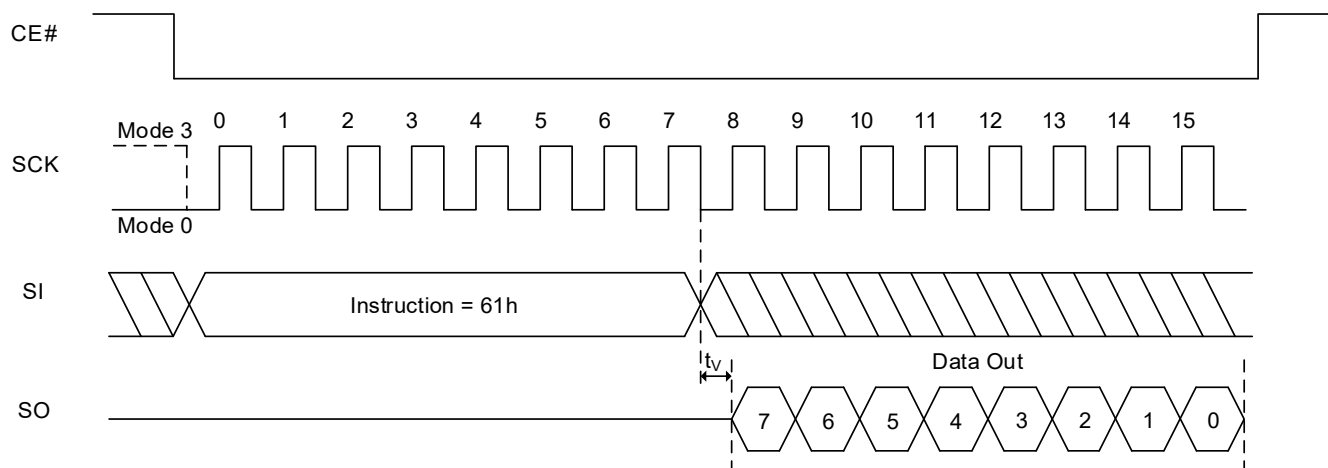 CE#
0 1 2 3 4 5 6 7 8 9 10 11 12 13 14 15
Mode 3
SCK
Mode 0
SI
Instruction = 61h
tV
Data Out
SO
7 6 5 4 3 2 1 0